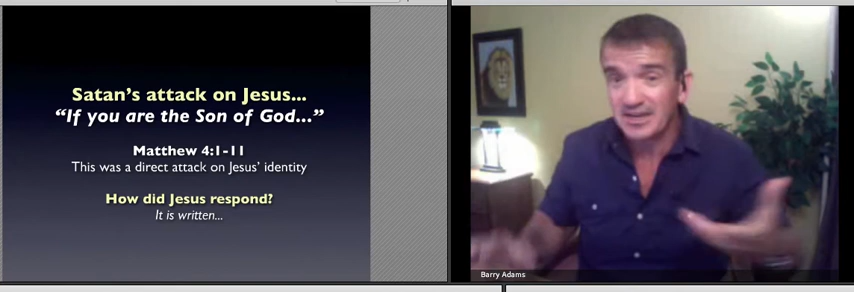 Satan's attack on Jesus...
“If you are the Son of God...”
Matthew 4:1-11
This was a direct attack on Jesus' identity
How did Jesus respond?
It is written...
Barry Adams